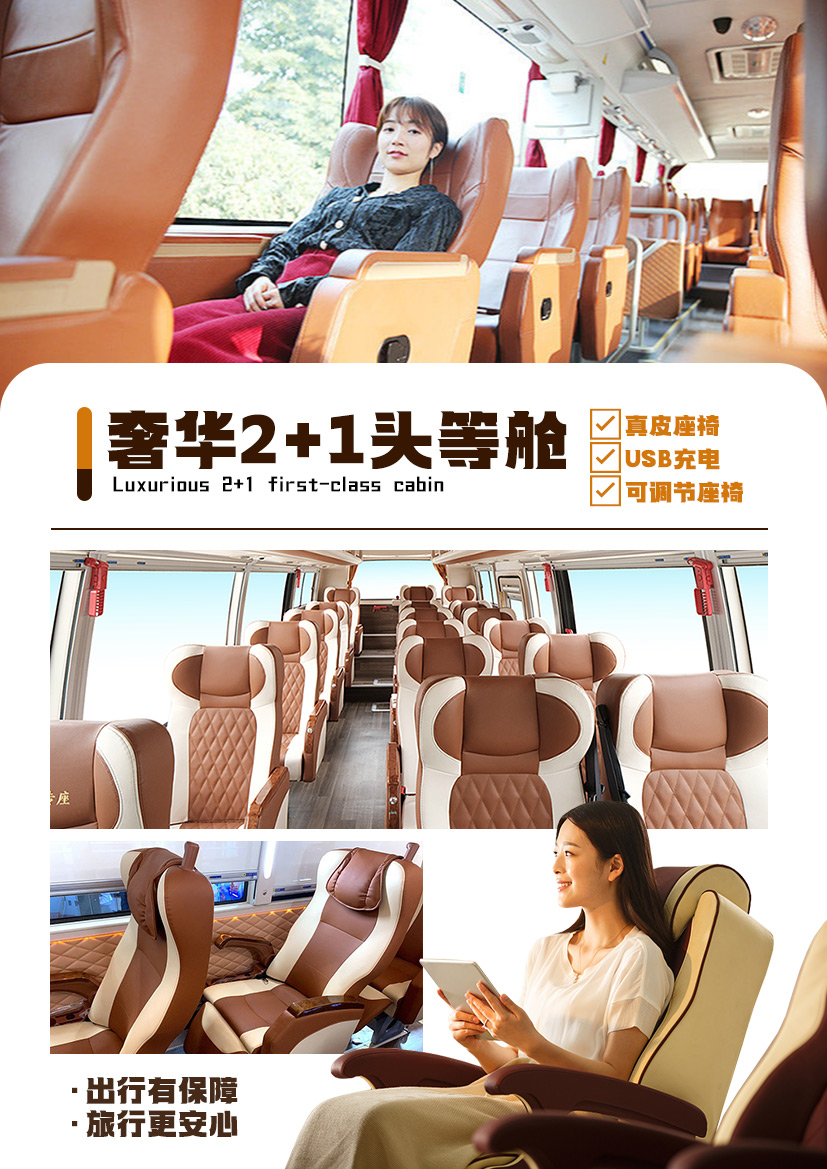 奢华2+1头等舱
Luxurious 2+1 first-class cabin
真皮座椅
USB充电
可调节座椅
· 出行有保障
· 旅行更安心